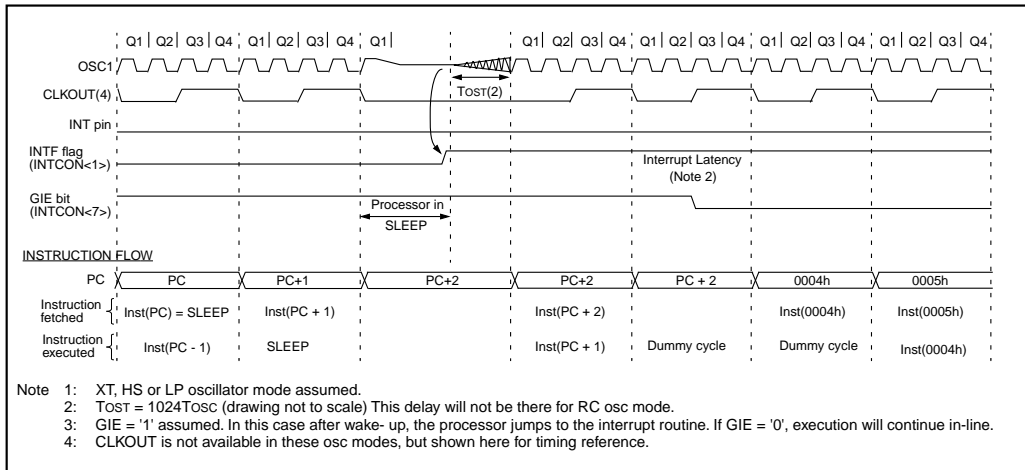 Q1 Q2 Q3 Q4 Q1 Q2 Q3 Q4 Q1 Q1 Q2 Q3 Q4 Q1 Q2 Q3 Q4 Q1 Q2 Q3 Q4 Q1 Q2 Q3 Q4
OSC1
TOST(2)
CLKOUT(4)
INT pin
INTF flag
(INTCON<1>)
Interrupt Latency
(Note 2)
GIE bit
(INTCON<7>)
Processor in
SLEEP
INSTRUCTION FLOW
PC PC PC+1 PC+2 PC+2 PC + 2 0004h 0005h
Instruction
fetched
Inst(PC) = SLEEP Inst(PC + 1) Inst(PC + 2) Inst(0004h) Inst(0005h)
Instruction
executed
Inst(PC - 1) SLEEP Inst(PC + 1) Dummy cycle Dummy cycle Inst(0004h)
Note 1: XT, HS or LP oscillator mode assumed.
2: TOST = 1024TOSC (drawing not to scale) This delay will not be there for RC osc mode.
3: GIE = '1' assumed. In this case after wake- up, the processor jumps to the interrupt routine. If GIE = '0', execution will continue in-line.
4: CLKOUT is not available in these osc modes, but shown here for timing reference.